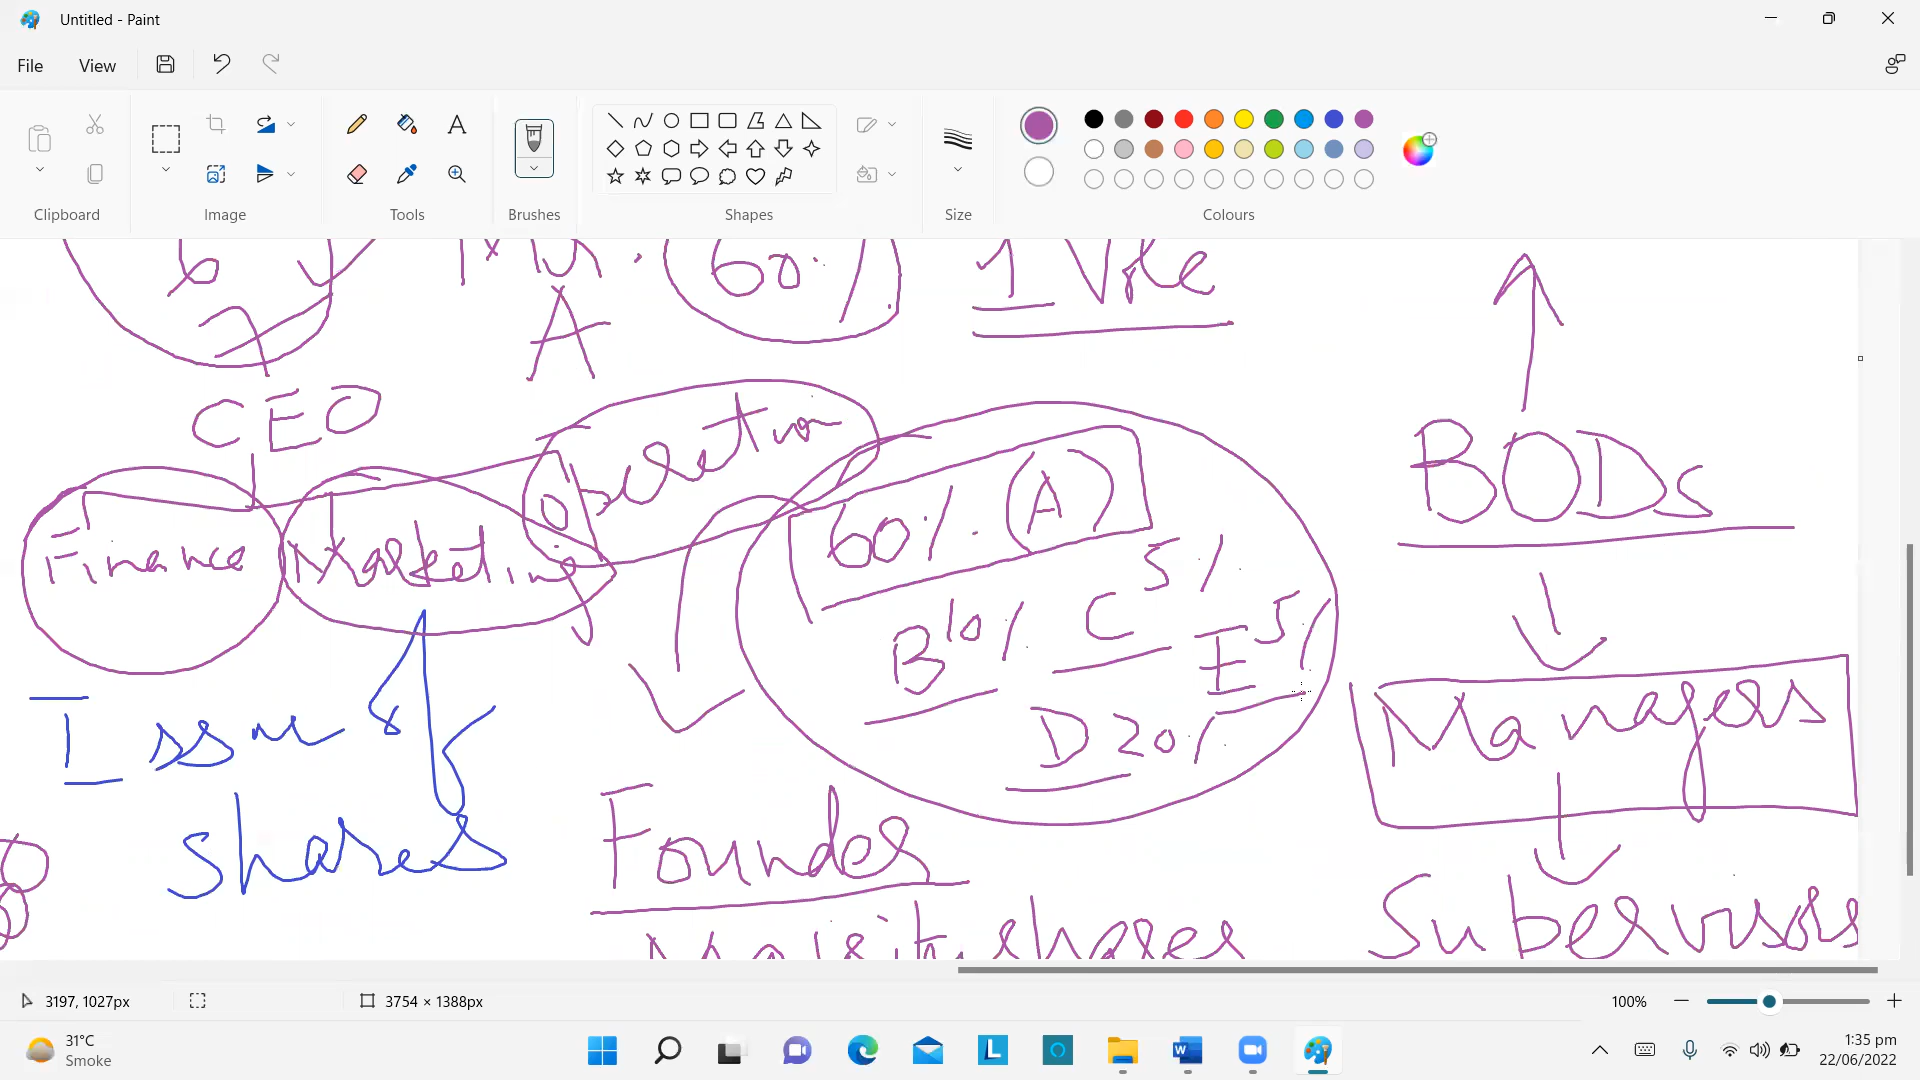 Untitled - Paint
File View
Clipboard
Image
Tools
Brushes
Shapes
Size
Colours
60%
1 Vote
A
CEO
Operation
Finance
Marketing
60%. (A)
B 10%
C 5%
E 5%
D 20%
BODs
Managers
Issue of
shares
Founder
shares
3197, 1027px
3754 × 1388px
100%
31°C
Smoke
1:35 pm
22/06/2022